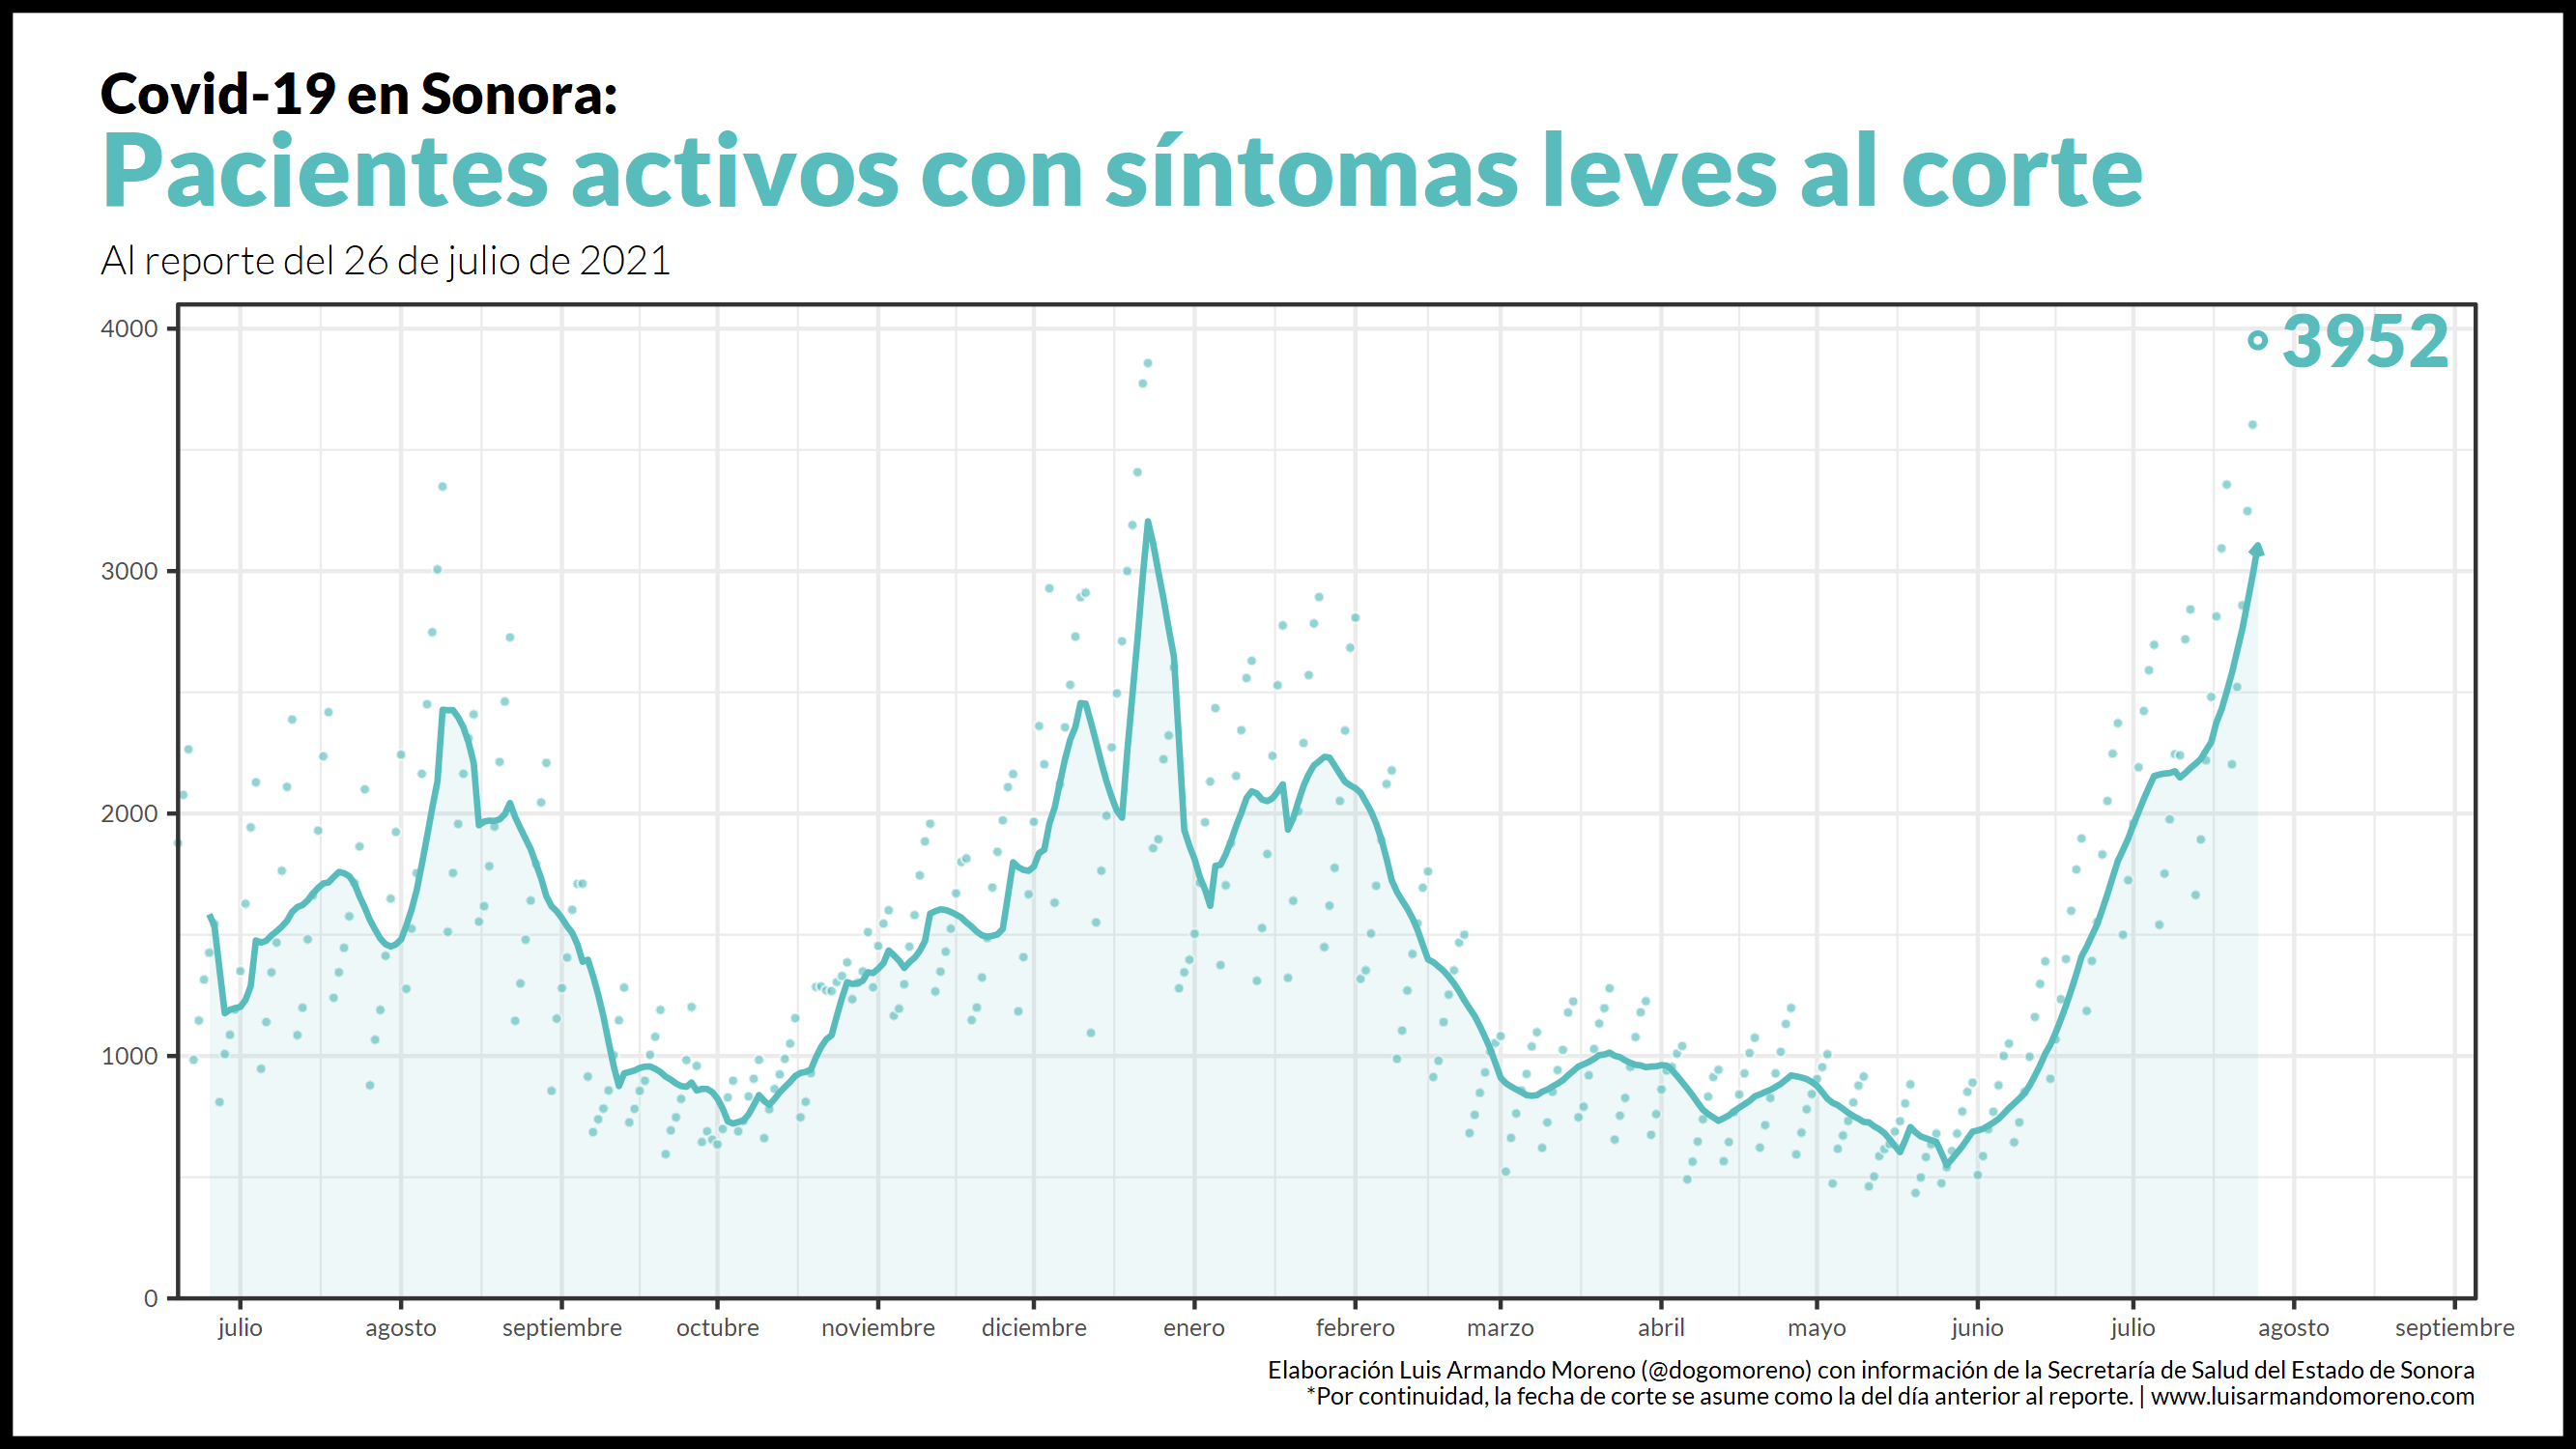 Covid-19 en Sonora:
Pacientes activos con síntomas leves al corte
Al reporte del 26 de julio de 2021
4000
3952
3000
2000
1000
0
julio agosto septiembre octubre noviembre diciembre enero febrero marzo abril mayo junio julio agosto septiembre
Elaboración Luis Armando Moreno (@dogomoreno) con información de la Secretaría de Salud del Estado de Sonora
*Por continuidad, la fecha de corte se asume como la del día anterior al reporte. | www.luisarmandomoreno.com